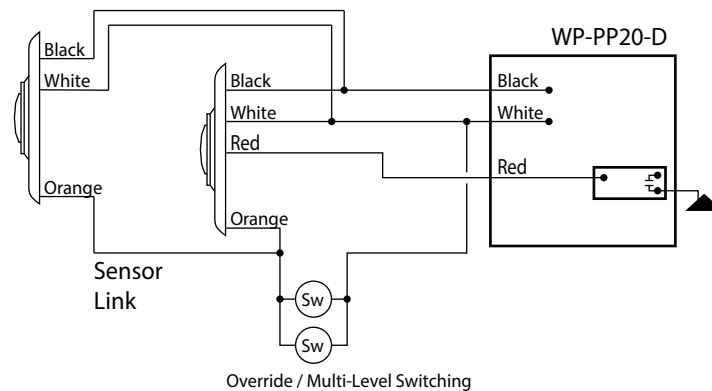 WP-PP20-D
Black
White
Orange
Black
White
Red
Orange
Black
White
Red
Sensor
Link
Sw
Sw
Override / Multi-Level Switching